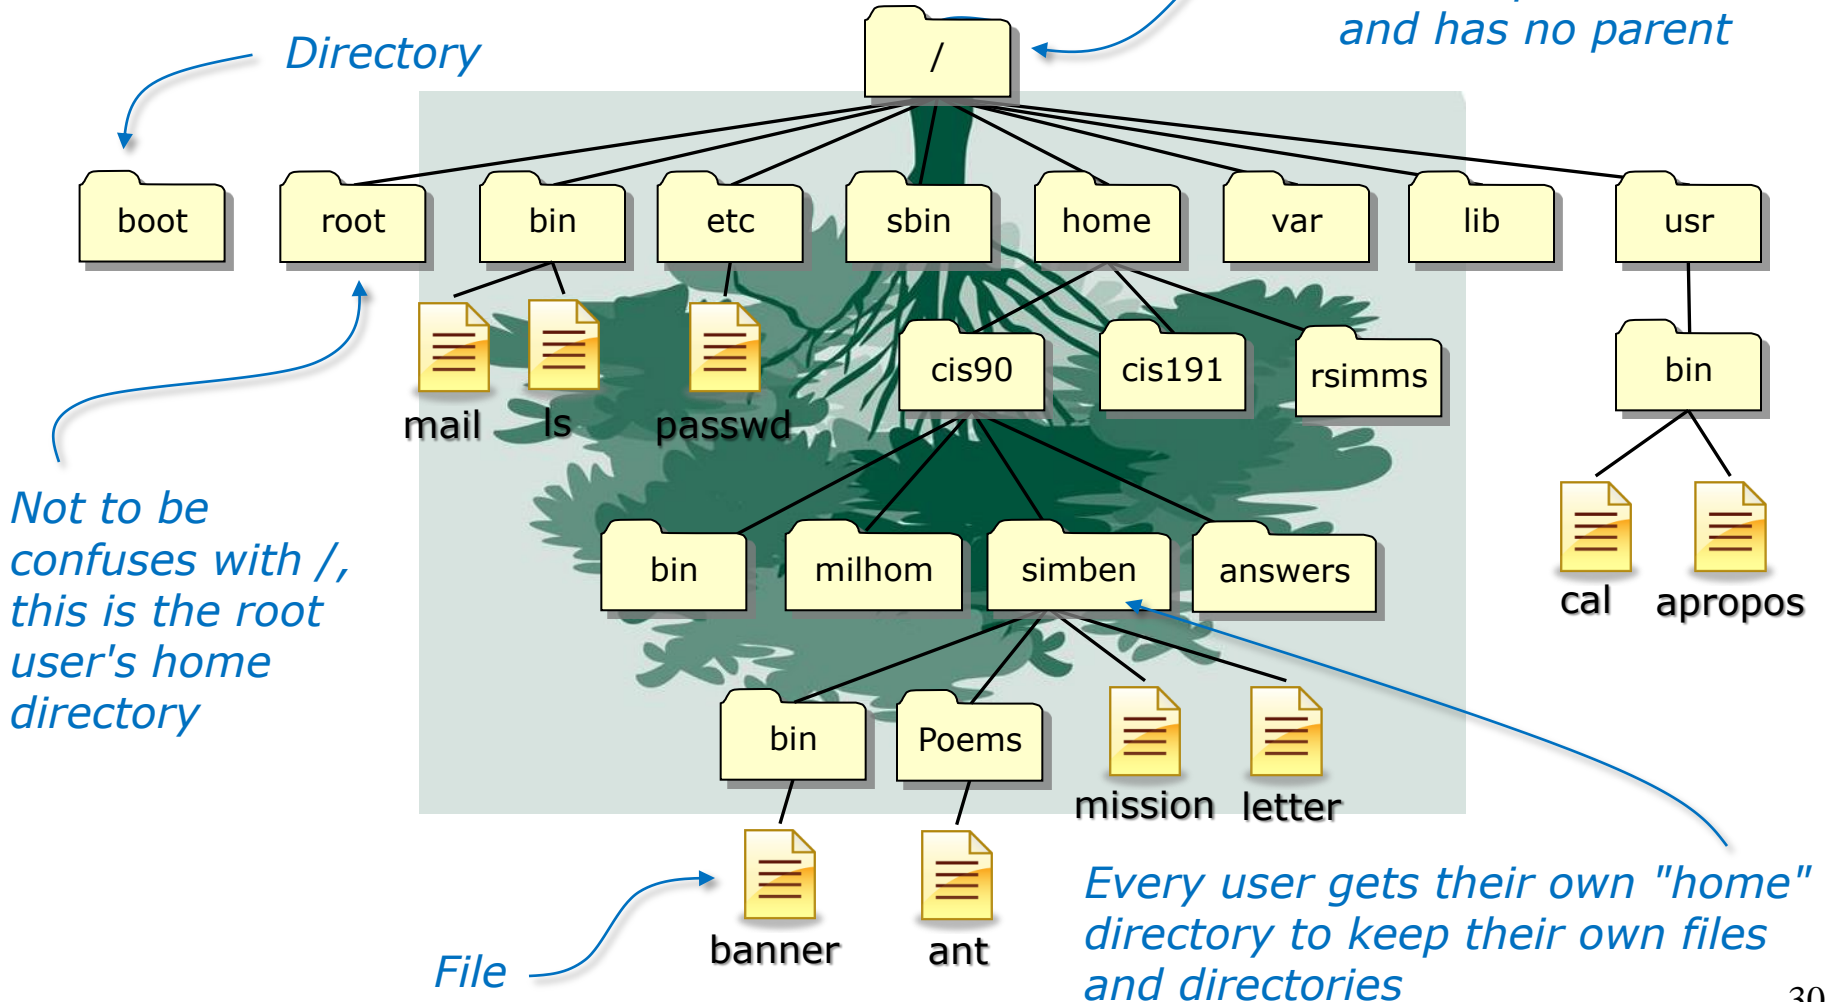 and has no parent
Directory
/
boot
root
bin
etc
sbin
home
var
lib
usr
mail
ls
passwd
cis90
cis191
rsimms
bin
Not to be
confuses with /,
this is the root
user's home
directory
bin
milhom
simben
answers
cal
apropos
bin
Poems
mission
letter
banner
ant
File
Every user gets their own "home"
directory to keep their own files
and directories
30